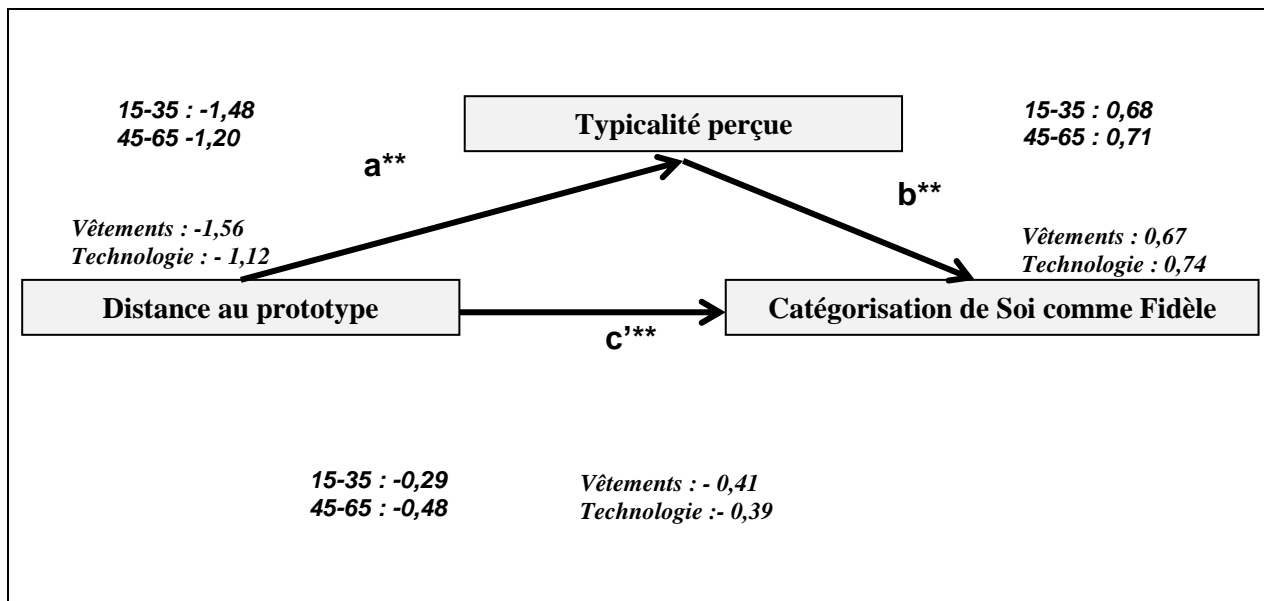 15-35 : -1,48
45-65 -1,20
Typicalité perçue
15-35 : 0,68
45-65 : 0,71
a**
b**
Vêtements : -1,56
Technologie : - 1,12
Vêtements : 0,67
Technologie : 0,74
Distance au prototype
Catégorisation de Soi comme Fidèle
c’**
15-35 : -0,29
45-65 : -0,48
Vêtements : - 0,41
Technologie :- 0,39